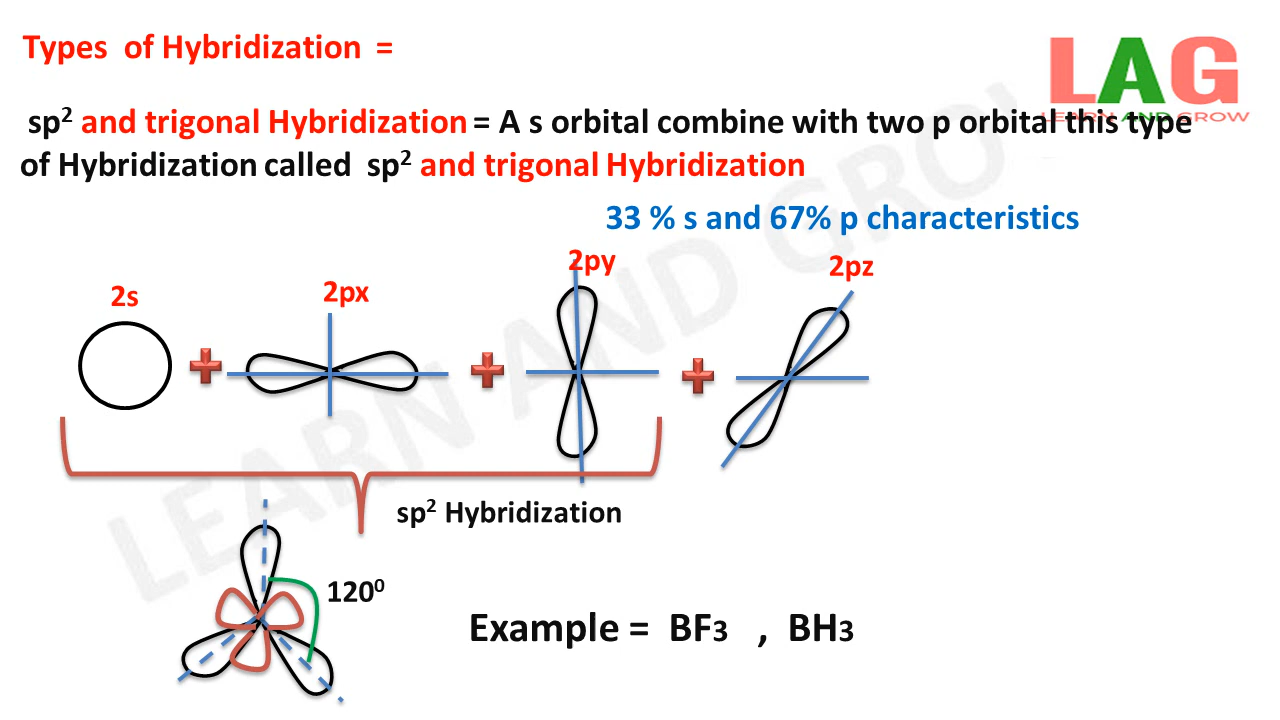 Types of Hybridization =
LAG
LEARN AND GROW
sp² and trigonal Hybridization = A s orbital combine with two p orbital this type
of Hybridization called sp² and trigonal Hybridization
33 % s and 67% p characteristics
2s
2px
2py
2pz
sp² Hybridization
120⁰
Example = BF₃ , BH₃
LEARN AND GRO